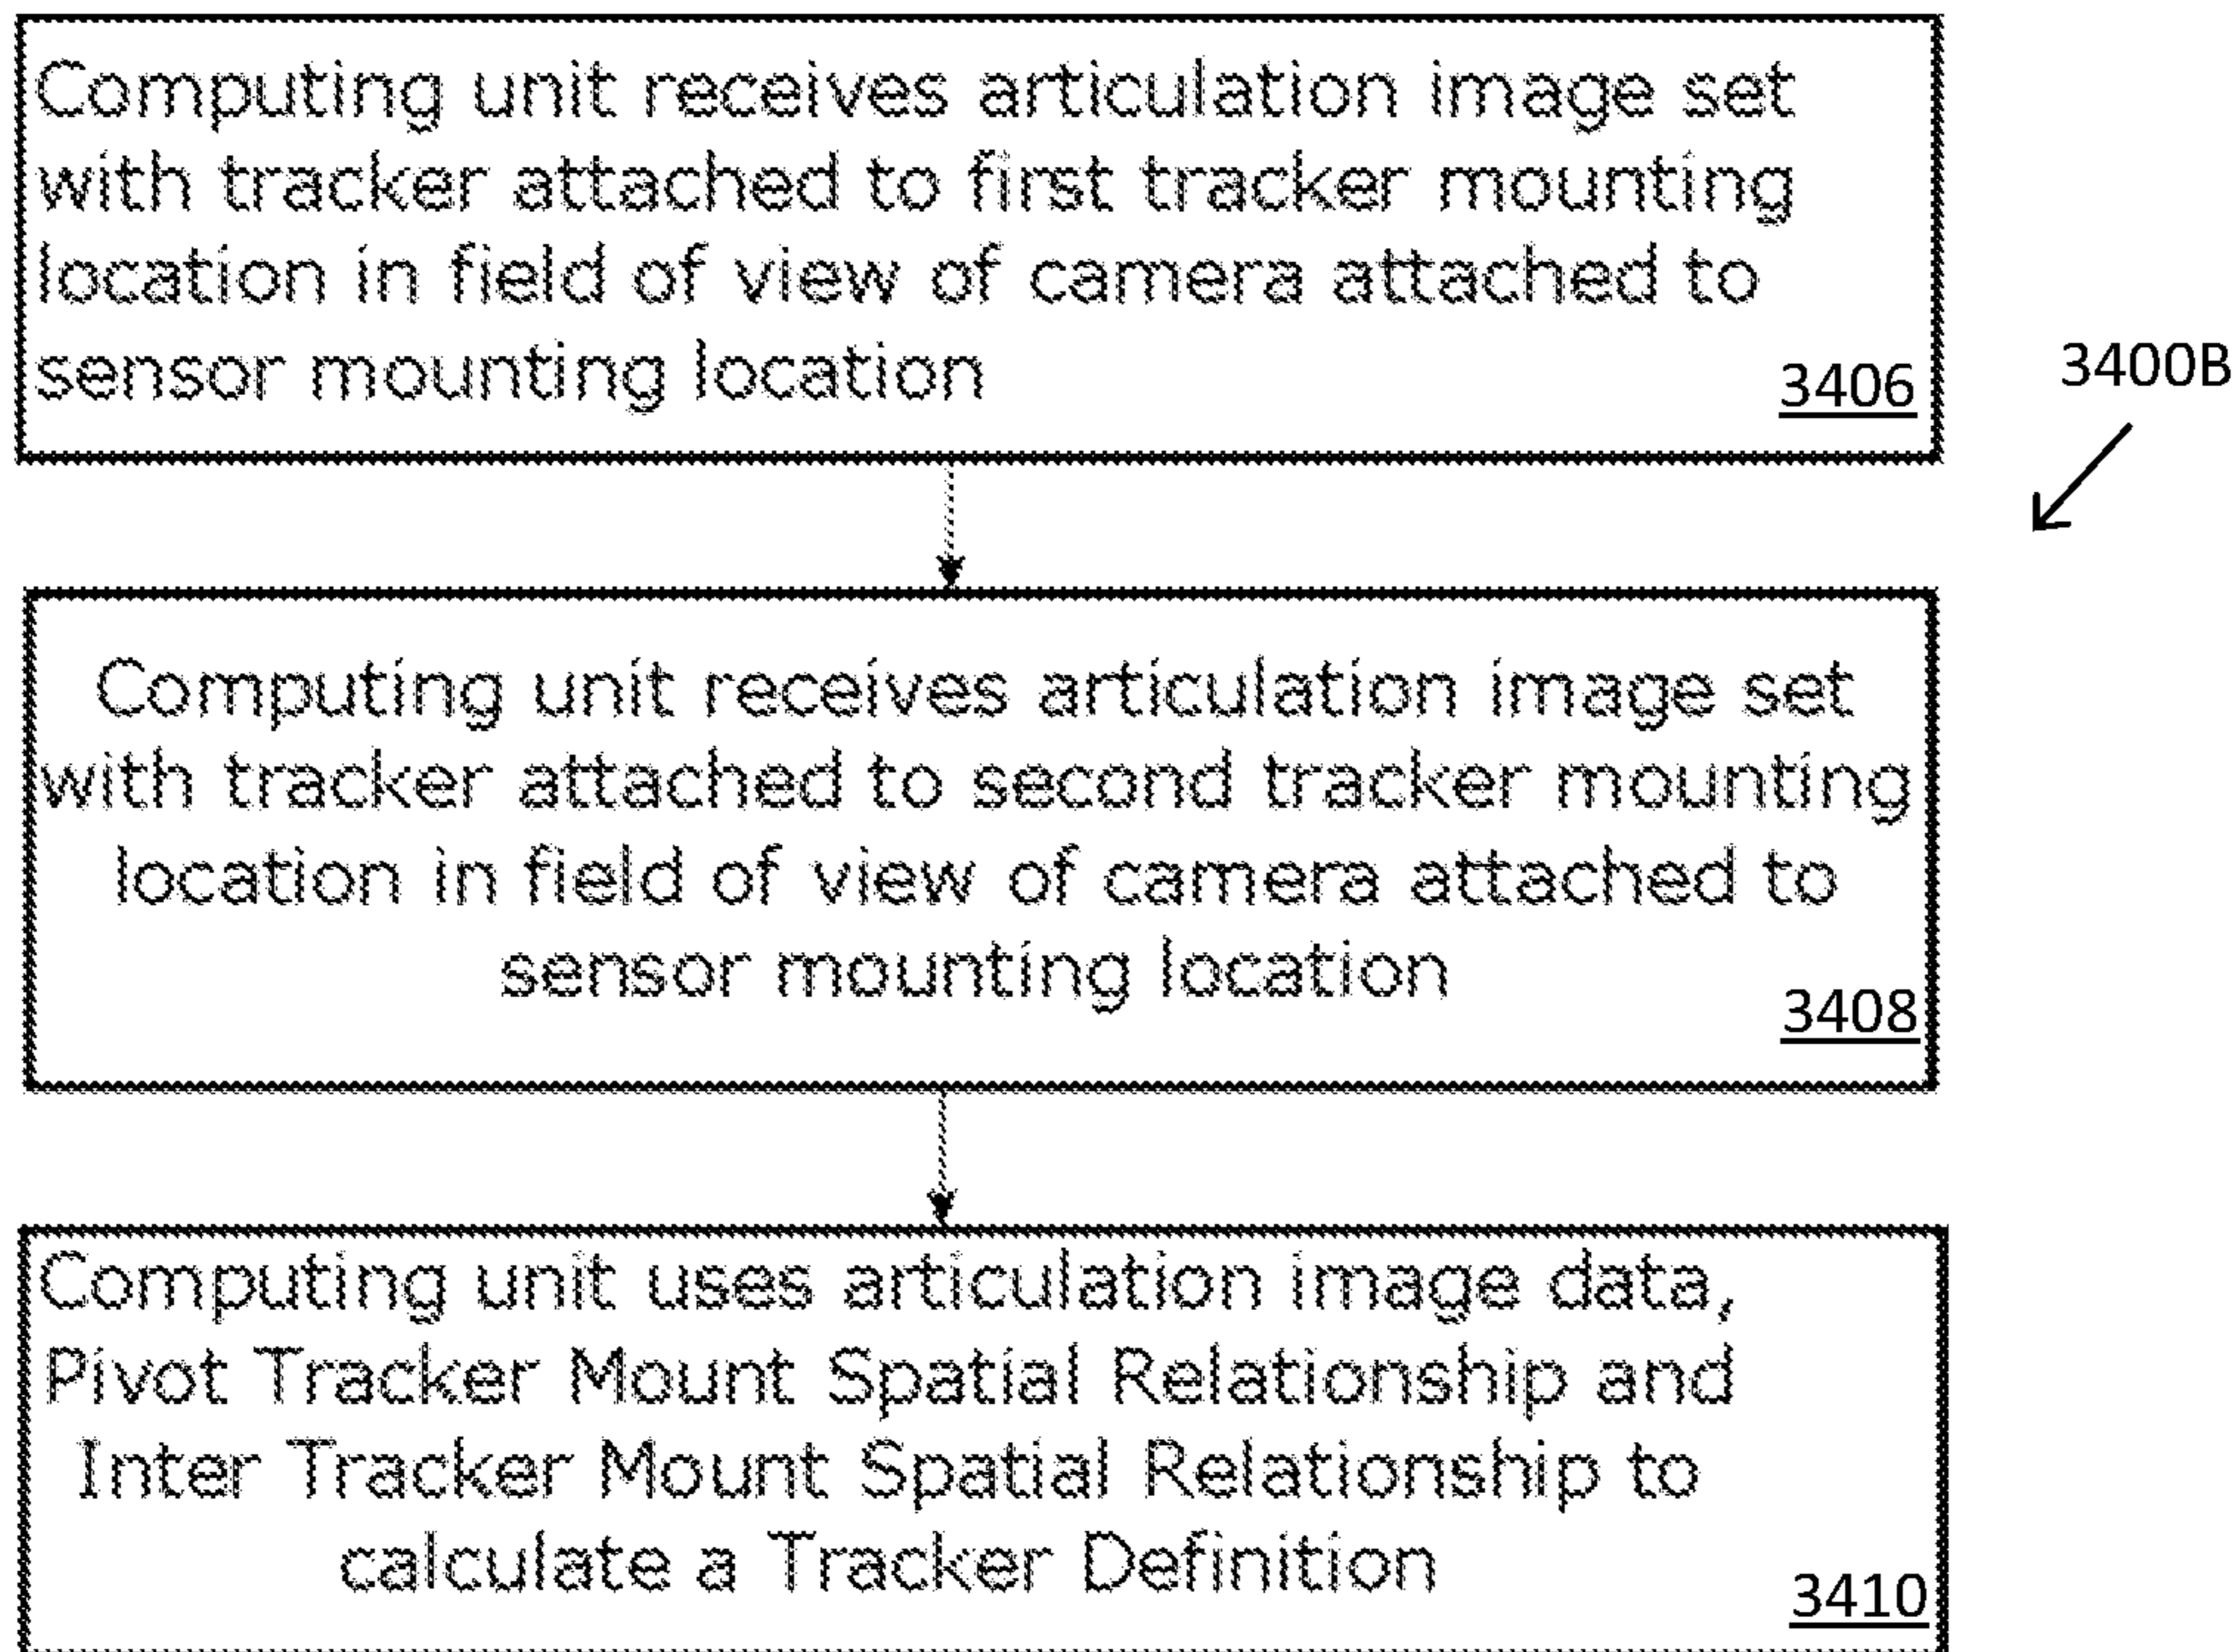 Computing unit receives articulation image set
with tracker attached to first tracker mounting
location in field of view of camera attached to
sensor mounting location
3406
3400B
Computing unit receives articulation image set
with tracker attached to second tracker mounting
location in field of view of camera attached to
sensor mounting location
3408
Computing unit uses articulation image data,
Pivot Tracker Mount Spatial Relationship and
Inter Tracker Mount Spatial Relationship to
calculate a Tracker Definition
3410